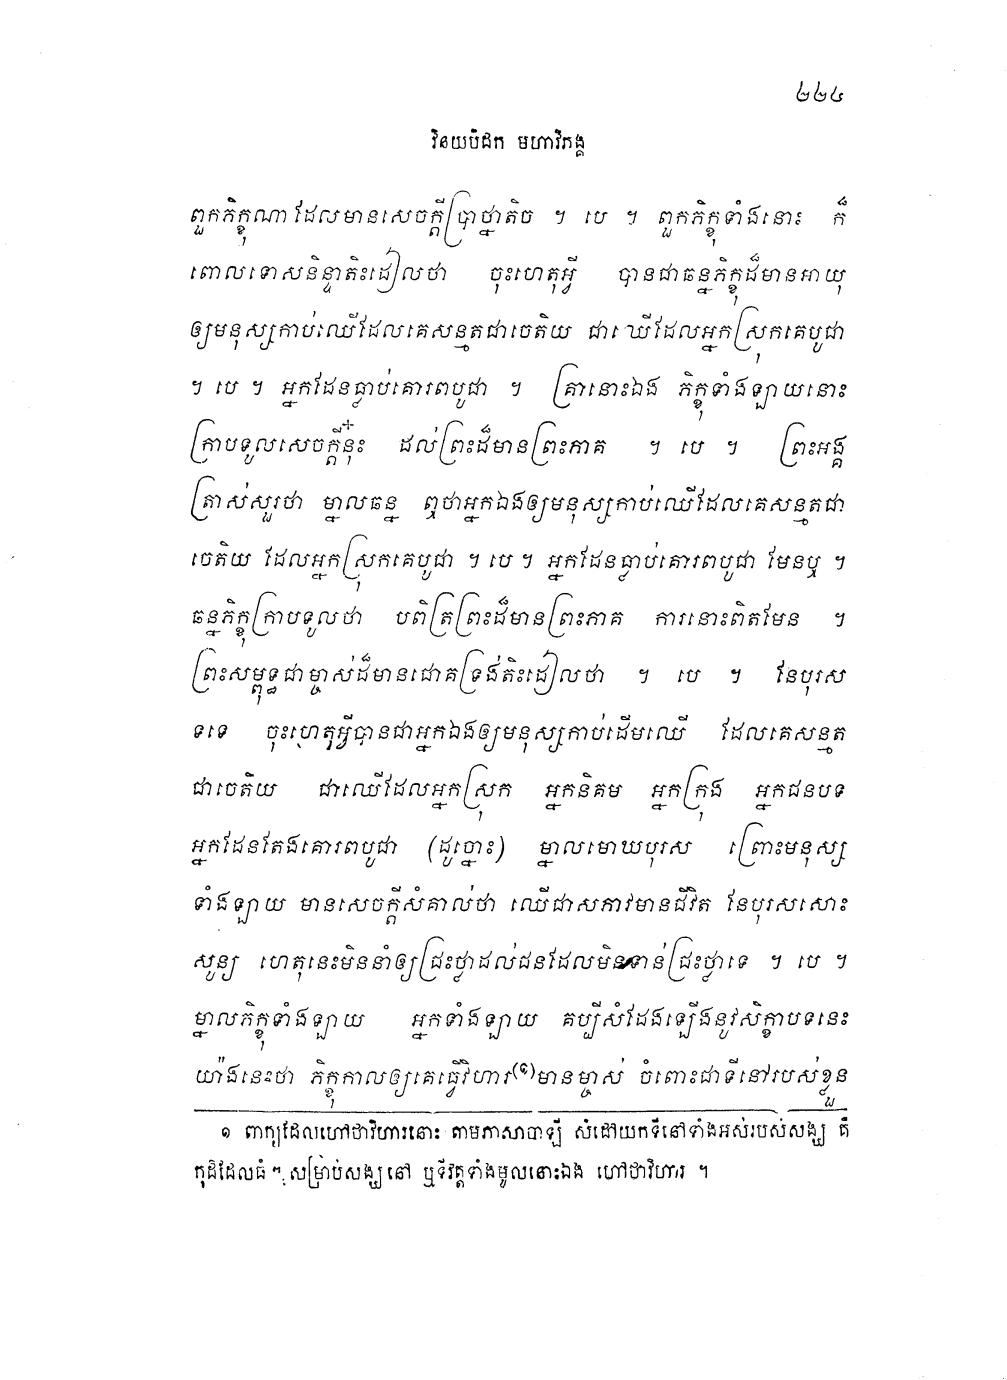 ២២៤
វិនយបិដក មហាវិភង្គ
ពួកភិក្ខុណា ដែលមានសេចក្តីប្រាថ្នាតិច ។ បេ ។ ពួកភិក្ខុទាំងនោះ ក៏
ពោលទោសនិន្ទាតិះដៀលថា ចុះហេតុអ្វី បានជាឆន្នភិក្ខុដ៏មានអាយុ
ឲ្យមនុស្សកាប់ឈើដែលគេសន្មតជាចេតិយ ជាឈើដែលអ្នកស្រុកគេបូជា
។ បេ ។ អ្នកដែនធ្លាប់គោរពបូជា ។ គ្រានោះឯង ភិក្ខុទាំងឡាយនោះ
ក្រាបទូលសេចក្តីនុ៎ះ ដល់ព្រះដ៏មានព្រះភាគ ។ បេ ។ ព្រះអង្គ
ត្រាស់សួរថា ម្នាលឆន្ន ឮថាអ្នកឯងឲ្យមនុស្សកាប់ឈើដែលគេសន្មតជា
ចេតិយ ដែលអ្នកស្រុកគេបូជា ។ បេ ។ អ្នកដែនធ្លាប់គោរពបូជា មែនឬ ។
ឆន្នភិក្ខុក្រាបទូលថា បពិត្រព្រះដ៏មានព្រះភាគ ការនោះពិតមែន ។
ព្រះសម្ពុទ្ធជាម្ចាស់ដ៏មានជោគទ្រង់តិះដៀលថា ។ បេ ។ នែបុរស
ទទេ ចុះហេតុអ្វីបានជាអ្នកឯងឲ្យមនុស្សកាប់ដើមឈើ ដែលគេសន្មត
ជាចេតិយ ជាឈើដែលអ្នកស្រុក អ្នកនិគម អ្នកក្រុង អ្នកជនបទ
អ្នកដែនតែងគោរពបូជា (ដូច្នោះ) ម្នាលមោឃបុរស ព្រោះមនុស្ស
ទាំងឡាយ មានសេចក្តីសំគាល់ថា ឈើជាសភាវមានជីវិត នែបុរសសោះ
សូន្យ ហេតុនេះមិននាំឲ្យជ្រះថ្លាដល់ជនដែលមិនទាន់ជ្រះថ្លាទេ ។ បេ ។
ម្នាលភិក្ខុទាំងឡាយ អ្នកទាំងឡាយ គប្បីសំដែងឡើងនូវសិក្ខាបទនេះ
យ៉ាងនេះថា ភិក្ខុកាលឲ្យគេធ្វើវិហារ(១)មានម្ចាស់ ចំពោះជាទីនៅរបស់ខ្លួន
១ ពាក្យដែលហៅថាវិហារនោះ តាមភាសាបាឡី សំដៅយកទីនៅទាំងអស់របស់សង្ឃ គឺ
កុដិដែលធំៗ សម្រាប់សង្ឃនៅ ឬទីវត្តទាំងមូលនោះឯង ហៅថាវិហារ ។